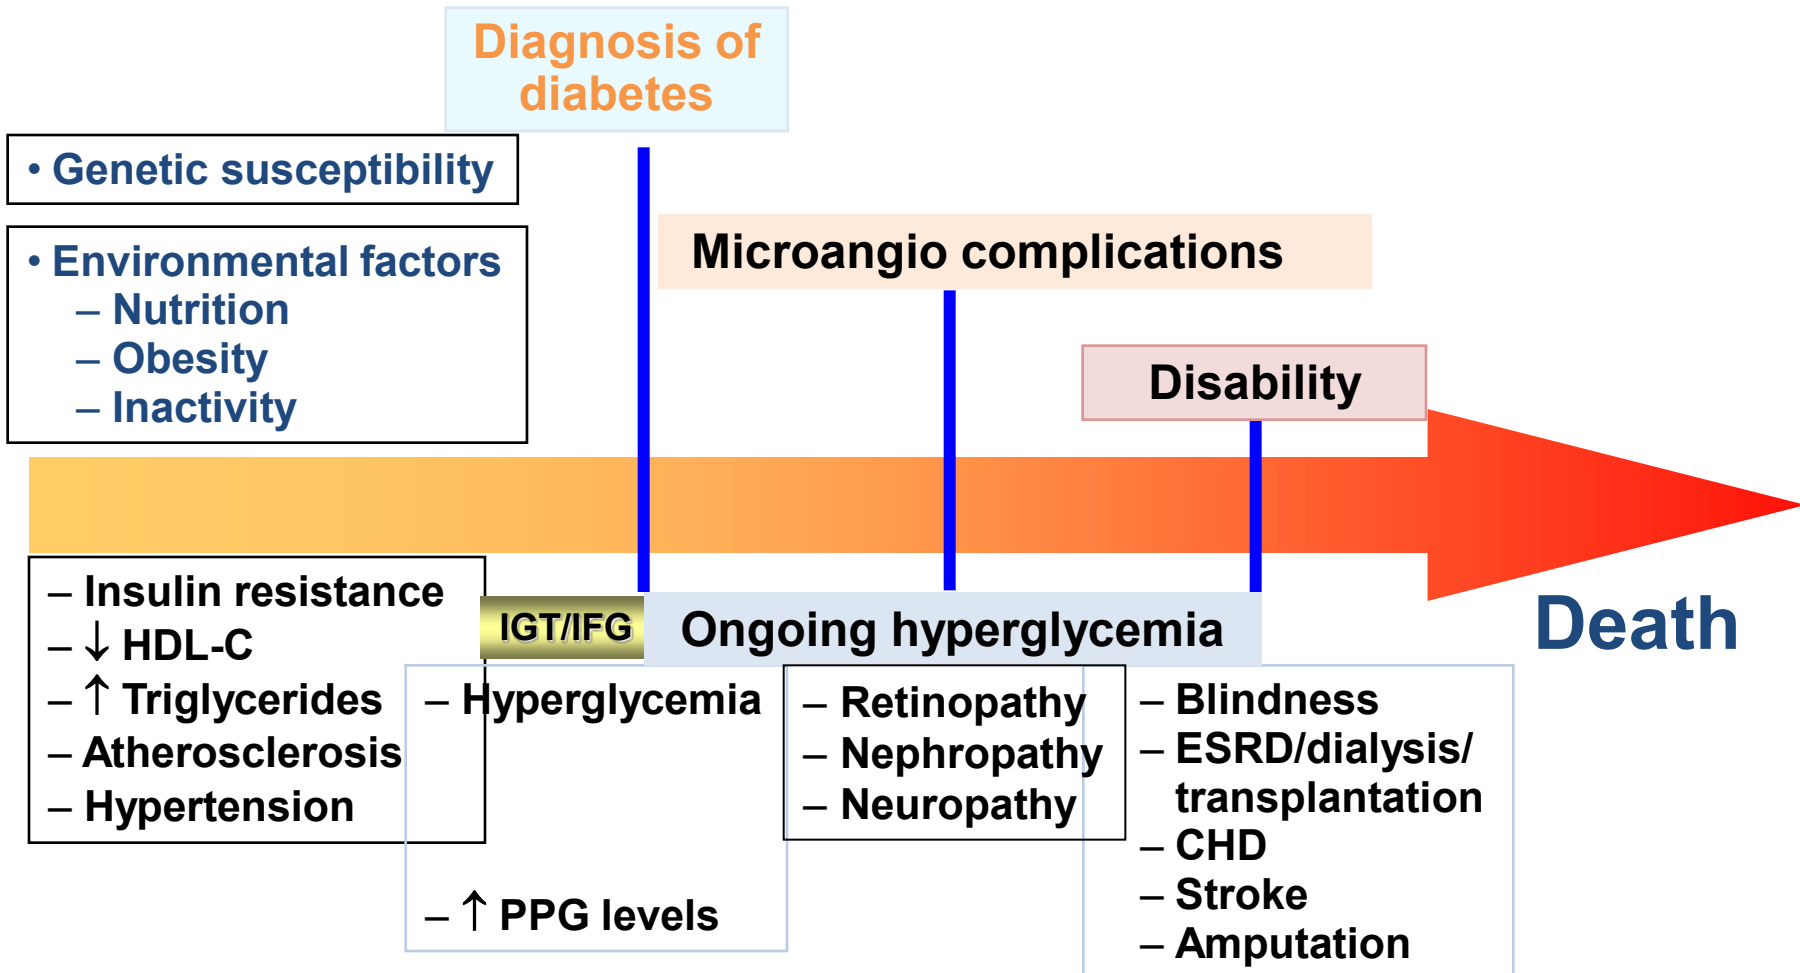 Diagnosis of
diabetes
• Genetic susceptibility
• Environmental factors
– Nutrition
– Obesity
– Inactivity
Microangio complications
Disability
– Insulin resistance
– ↓ HDL-C
– ↑ Triglycerides
– Atherosclerosis
– Hypertension
IGT/IFG
Ongoing hyperglycemia
Death
– Hyperglycemia
– ↑ PPG levels
– Retinopathy
– Nephropathy
– Neuropathy
– Blindness
– ESRD/dialysis/
transplantation
– CHD
– Stroke
– Amputation